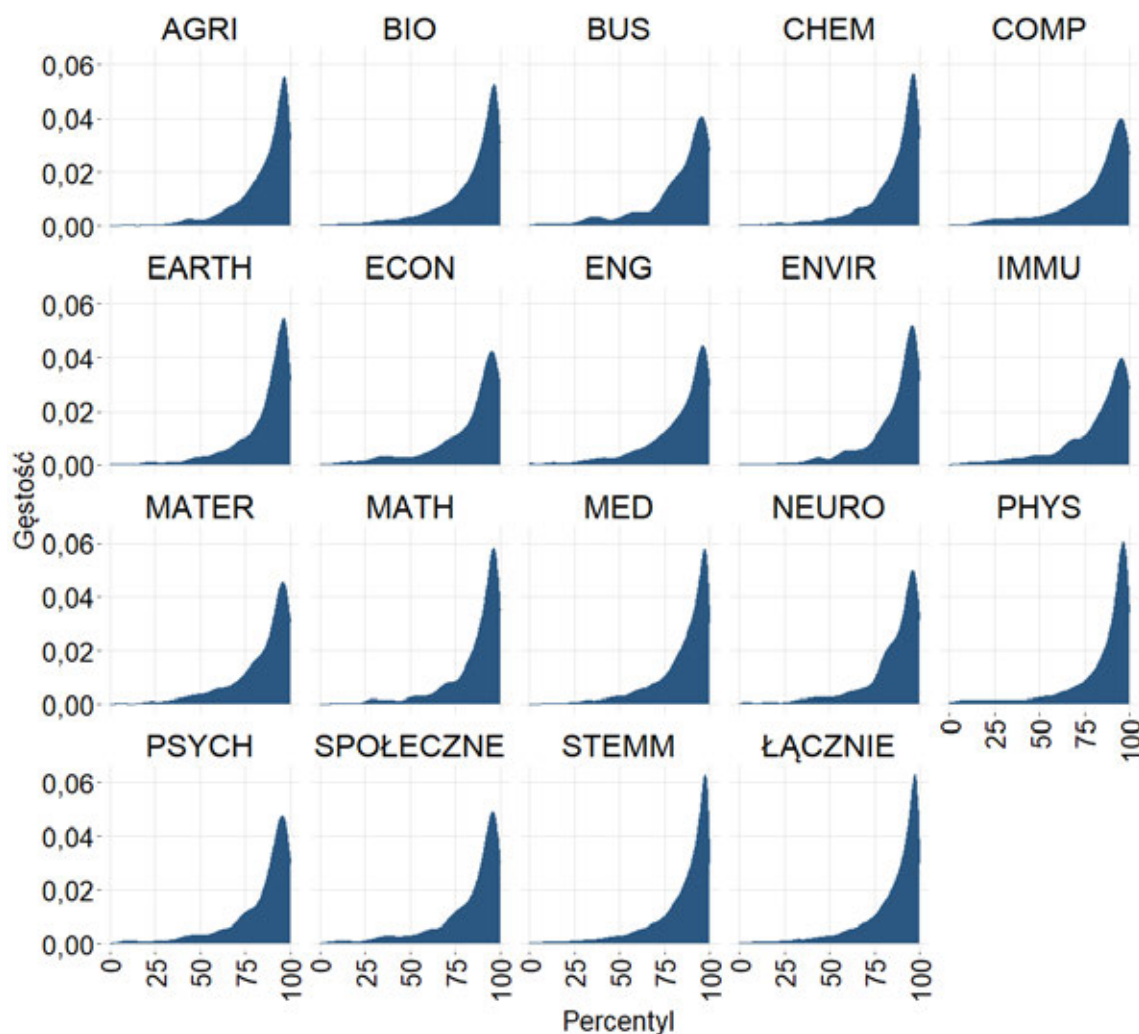 AGRI BIO BUS CHEM COMP
0,06
0,04
0,02
0,00
EARTH ECON ENG ENVIR IMMU
0,06
0,04
0,02
0,00
Gęstość
MATER MATH MED NEURO PHYS
0,06
0,04
0,02
0,00
0 25 50 75 100
PSYCH SPOŁECZNE STEMM ŁĄCZNIE
0,06
0,04
0,02
0,00
0 25 50 75 100 0 25 50 75 100 0 25 50 75 100 0 25 50 75 100
Percentyl